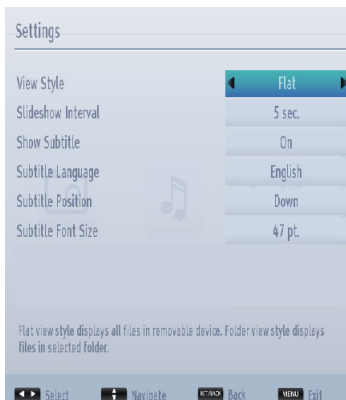 Settings
View Style Flat
Slideshow Interval 5 sec.
Show Subtitle On
Subtitle Language English
Subtitle Position Down
Subtitle Font Size 47 pt.
Flat view style displays all files in removable device. Folder view style displays
files in selected folder.
Select Navigate RET/BACK Back MENU Exit